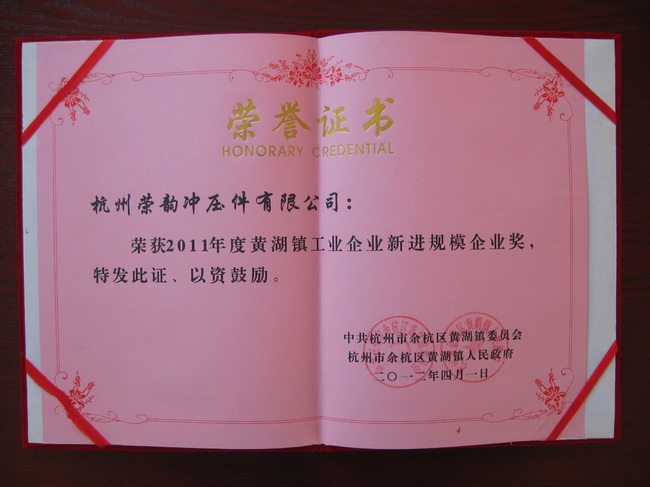 荣誉证书
HONORARY CREDENTIAL
杭州荣韵冲压件有限公司：
荣获2011年度黄湖镇工业企业新进规模企业奖，
特发此证、以资鼓励。
中共杭州市余杭区黄湖镇委员会
杭州市余杭区黄湖镇人民政府
二〇一二年四月一日